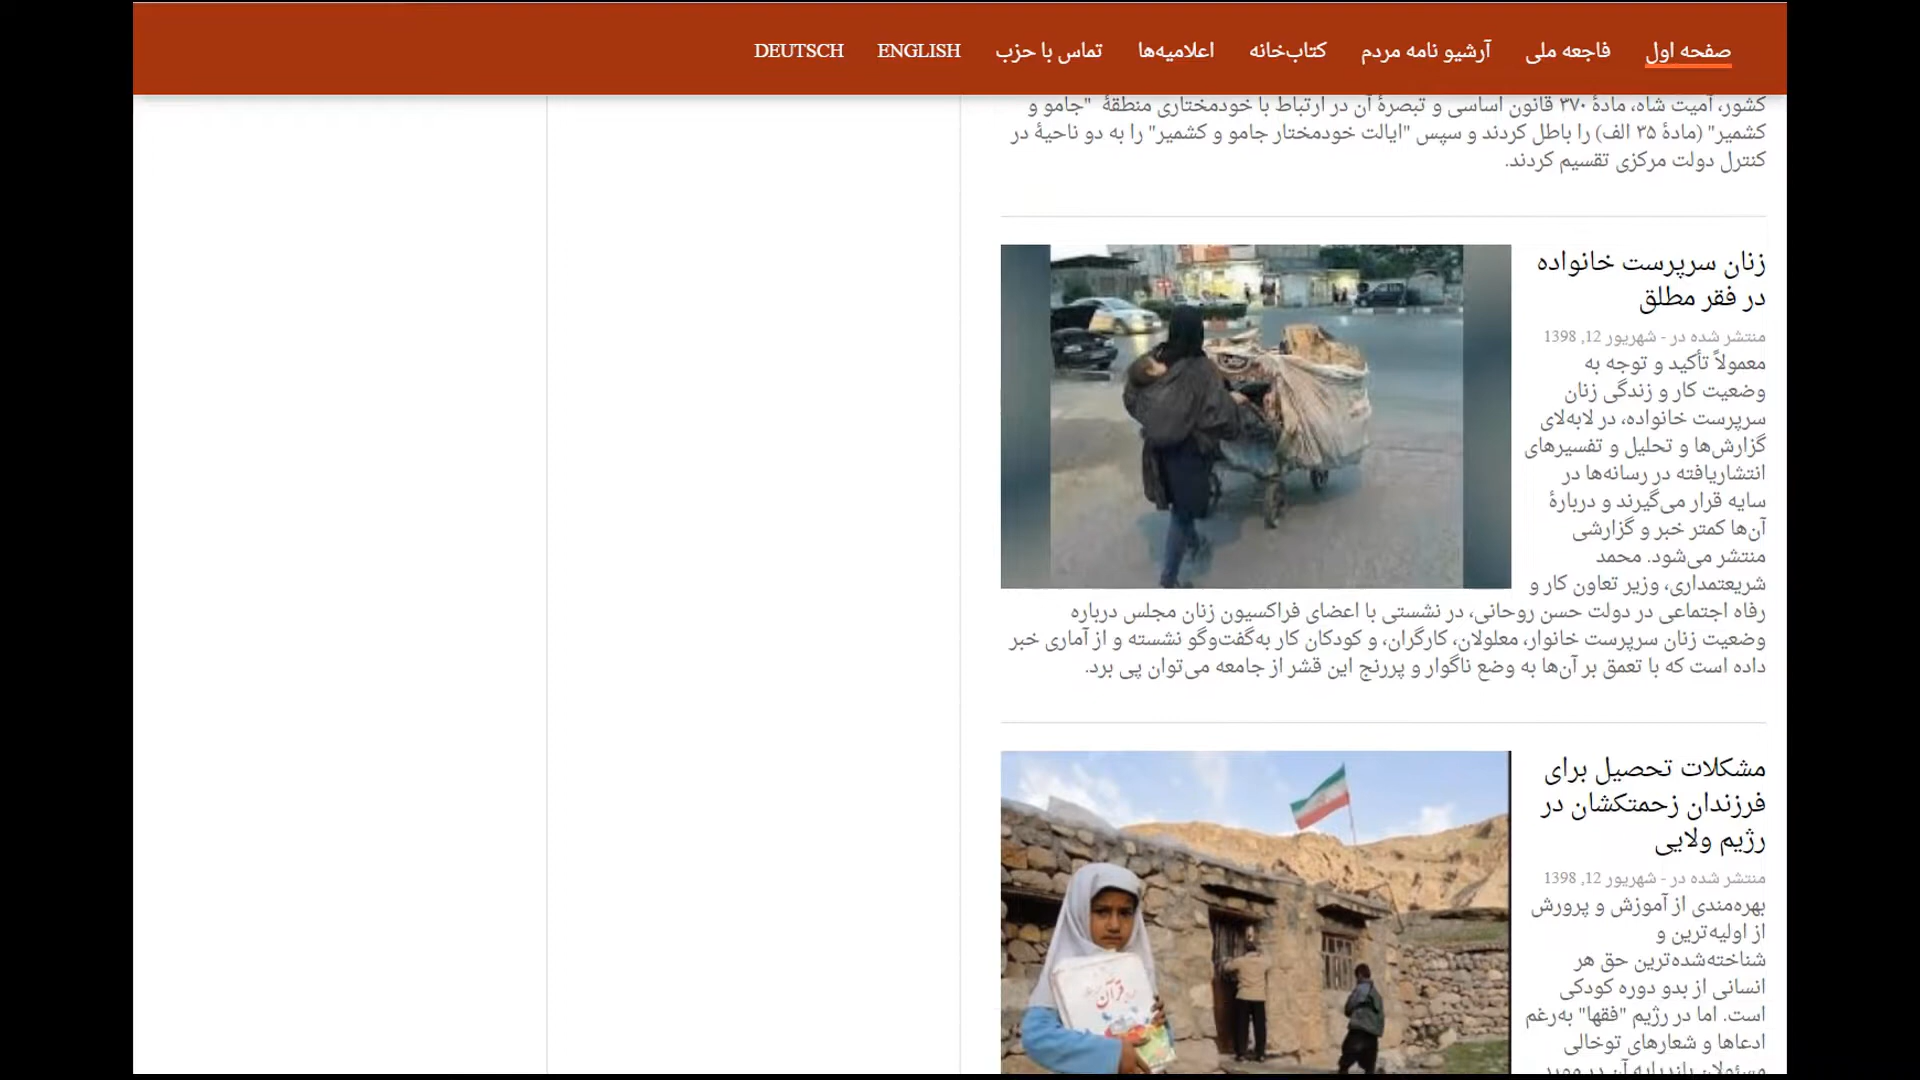 صفحه اول فاجعه ملی آرشیو نامه مردم کتاب‌خانه اعلامیه‌ها تماس با حزب ENGLISH DEUTSCH
کشور، آمیت شاه، مادهٔ ۳۷۰ قانون اساسی و تبصرهٔ آن در ارتباط با خودمختاری منطقهٔ "جامو و
کشمیر" (مادهٔ ۳۵ الف) را باطل کردند و سپس "ایالت خودمختار جامو و کشمیر" را به دو ناحیهٔ در
کنترل دولت مرکزی تقسیم کردند.
زنان سرپرست خانواده
در فقر مطلق
منتشر شده در - شهریور 12, 1398
معمولاً تأکید و توجه به
وضعیت کار و زندگی زنان
سرپرست خانواده، در لابه‌لای
گزارش‌ها و تحلیل و تفسیرهای
انتشاریافته در رسانه‌ها در
سایه قرار می‌گیرند و دربارهٔ
آن‌ها کمتر خبر و گزارشی
منتشر می‌شود. محمد
شریعتمداری، وزیر تعاون کار و
رفاه اجتماعی در دولت حسن روحانی، در نشستی با اعضای فراکسیون زنان مجلس درباره
وضعیت زنان سرپرست خانوار، معلولان، کارگران، و کودکان کار به‌گفت‌وگو نشسته و از آماری خبر
داده است که با تعمق بر آن‌ها به وضع ناگوار و پررنج این قشر از جامعه می‌توان پی برد.
مشکلات تحصیل برای
فرزندان زحمتکشان در
رژیم ولایی
منتشر شده در - شهریور 12, 1398
بهره‌مندی از آموزش و پرورش
از اولیه‌ترین و
شناخته‌شده‌ترین حق هر
انسانی از بدو دوره کودکی
است. اما در رژیم "فقها" به‌رغم
ادعاها و شعارهای توخالی
قرآن